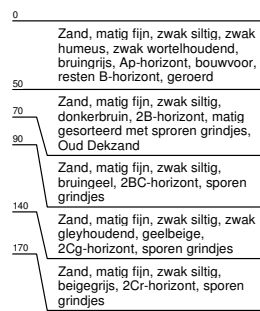 0
Zand, matig fijn, zwak siltig, zwak
humeus, zwak wortelhoudend,
bruingrijs, Ap-horizont, bouwvoor,
resten B-horizont, geroerd
50
Zand, matig fijn, zwak siltig,
donkerbruin, 2B-horizont, matig
gesorteerd met sporen grindjes,
Oud Dekzand
70
90
Zand, matig fijn, zwak siltig,
bruingeel, 2BC-horizont, sporen
grindjes
140
Zand, matig fijn, zwak siltig, zwak
gleyhoudend, geelbeige,
2Cg-horizont, sporen grindjes
170
Zand, matig fijn, zwak siltig,
beigegrijs, 2Cr-horizont, sporen
grindjes